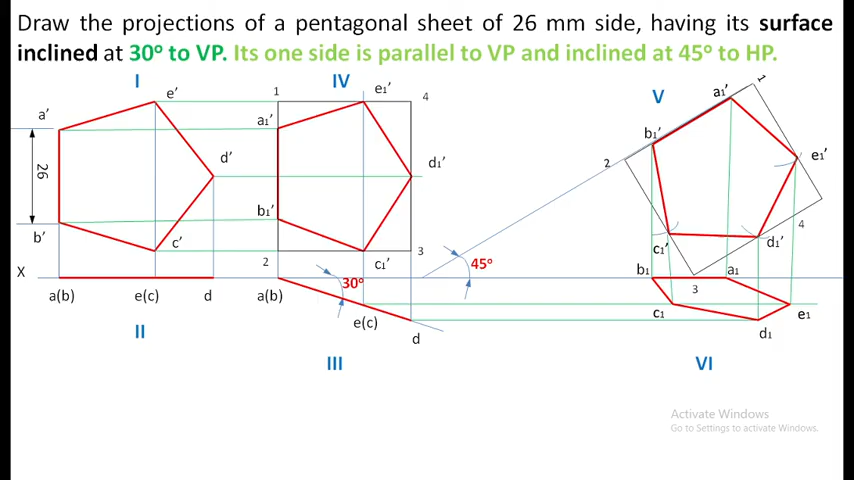 Draw the projections of a pentagonal sheet of 26 mm side, having its surface
inclined at 30° to VP. Its one side is parallel to VP and inclined at 45° to HP.
I IV V
a' e' d' b' c' 26
1 e₁' 4 a₁' d₁' b₁' c₁' 2 3
1 a₁' b₁' 2 e₁' d₁' c₁' 4 3
X
a(b) e(c) d
a(b) 30° e(c) d
45°
b₁ a₁ c₁ e₁ d₁
II III VI
Activate Windows
Go to Settings to activate Windows.